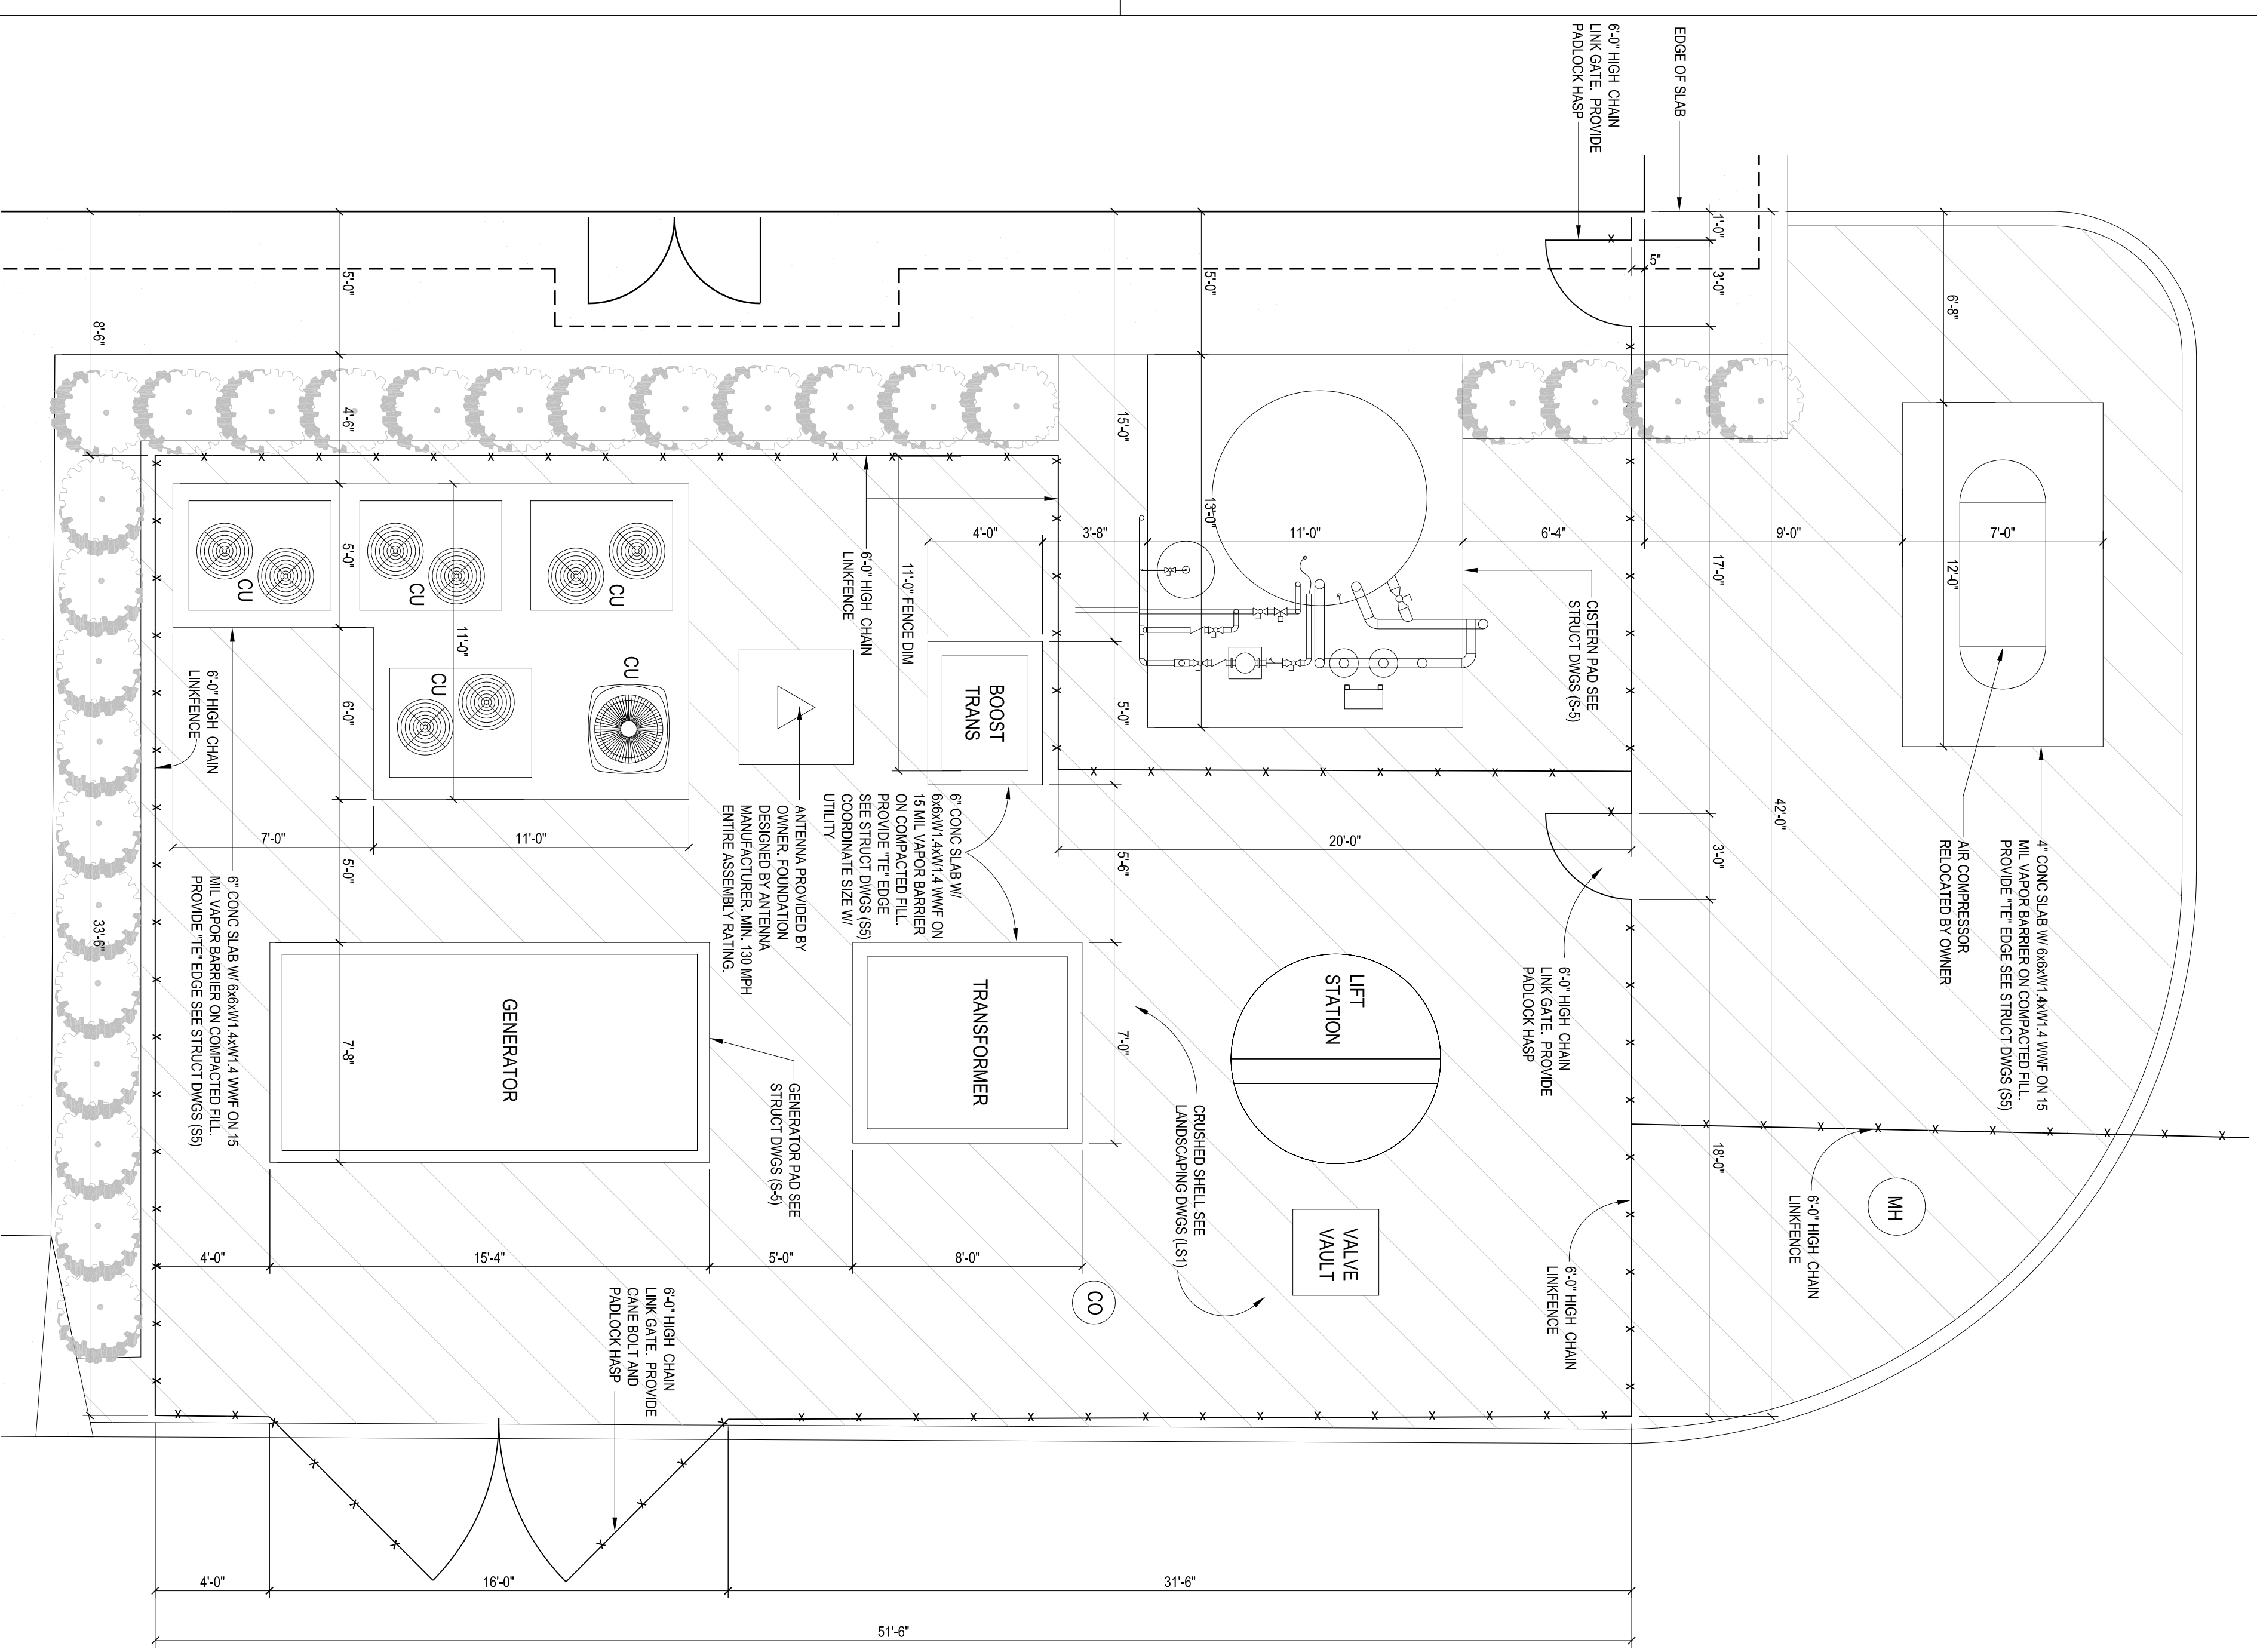 EDGE OF SLAB
6'-0" HIGH CHAIN
LINK GATE. PROVIDE
PADLOCK HASP
1'-0"
5"
3'-0"
6'-8"
5'-0"
5'-0"
8'-6"
4'-6"
15'-0"
13'-0"
4'-0"
3'-8"
11'-0"
6'-4"
9'-0"
7'-0"
12'-0"
17'-0"
42'-0"
CU
CU
CU
5'-0"
11'-0"
CU
CU
6'-0"
6'-0" HIGH CHAIN
LINKFENCE
11'-0" FENCE DIM
BOOST
TRANS
5'-0"
CISTERN PAD SEE
STRUCT DWGS (S-5)
6'-0" HIGH CHAIN
LINKFENCE
7'-0"
11'-0"
20'-0"
5'-0"
5'-6"
3'-0"
33'-6"
6" CONC SLAB W/ 6x6xW1.4xW1.4 WWF ON 15
MIL VAPOR BARRIER ON COMPACTED FILL.
PROVIDE "TE" EDGE SEE STRUCT DWGS (S5)
ANTENNA PROVIDED BY
OWNER. FOUNDATION
DESIGNED BY ANTENNA
MANUFACTURER. MIN. 130 MPH
ENTIRE ASSEMBLY RATING.
6" CONC SLAB W/
6x6xW1.4xW1.4 WWF ON
15 MIL VAPOR BARRIER
ON COMPACTED FILL.
PROVIDE "TE" EDGE
SEE STRUCT DWGS (S5)
COORDINATE SIZE W/
UTILITY
AIR COMPRESSOR
RELOCATED BY OWNER
4" CONC SLAB W/ 6x6xW1.4xW1.4 WWF ON 15
MIL VAPOR BARRIER ON COMPACTED FILL.
PROVIDE "TE" EDGE SEE STRUCT DWGS (S5)
6'-0" HIGH CHAIN
LINK GATE. PROVIDE
PADLOCK HASP
GENERATOR
7'-8"
TRANSFORMER
7'-0"
LIFT
STATION
18'-0"
GENERATOR PAD SEE
STRUCT DWGS (S-5)
CRUSHED SHELL SEE
LANDSCAPING DWGS (LS1)
VALVE
VAULT
MH
CO
6'-0" HIGH CHAIN
LINKFENCE
6'-0" HIGH CHAIN
LINKFENCE
4'-0"
15'-4"
5'-0"
8'-0"
6'-0" HIGH CHAIN
LINK GATE. PROVIDE
CANE BOLT AND
PADLOCK HASP
4'-0"
16'-0"
31'-6"
51'-6"